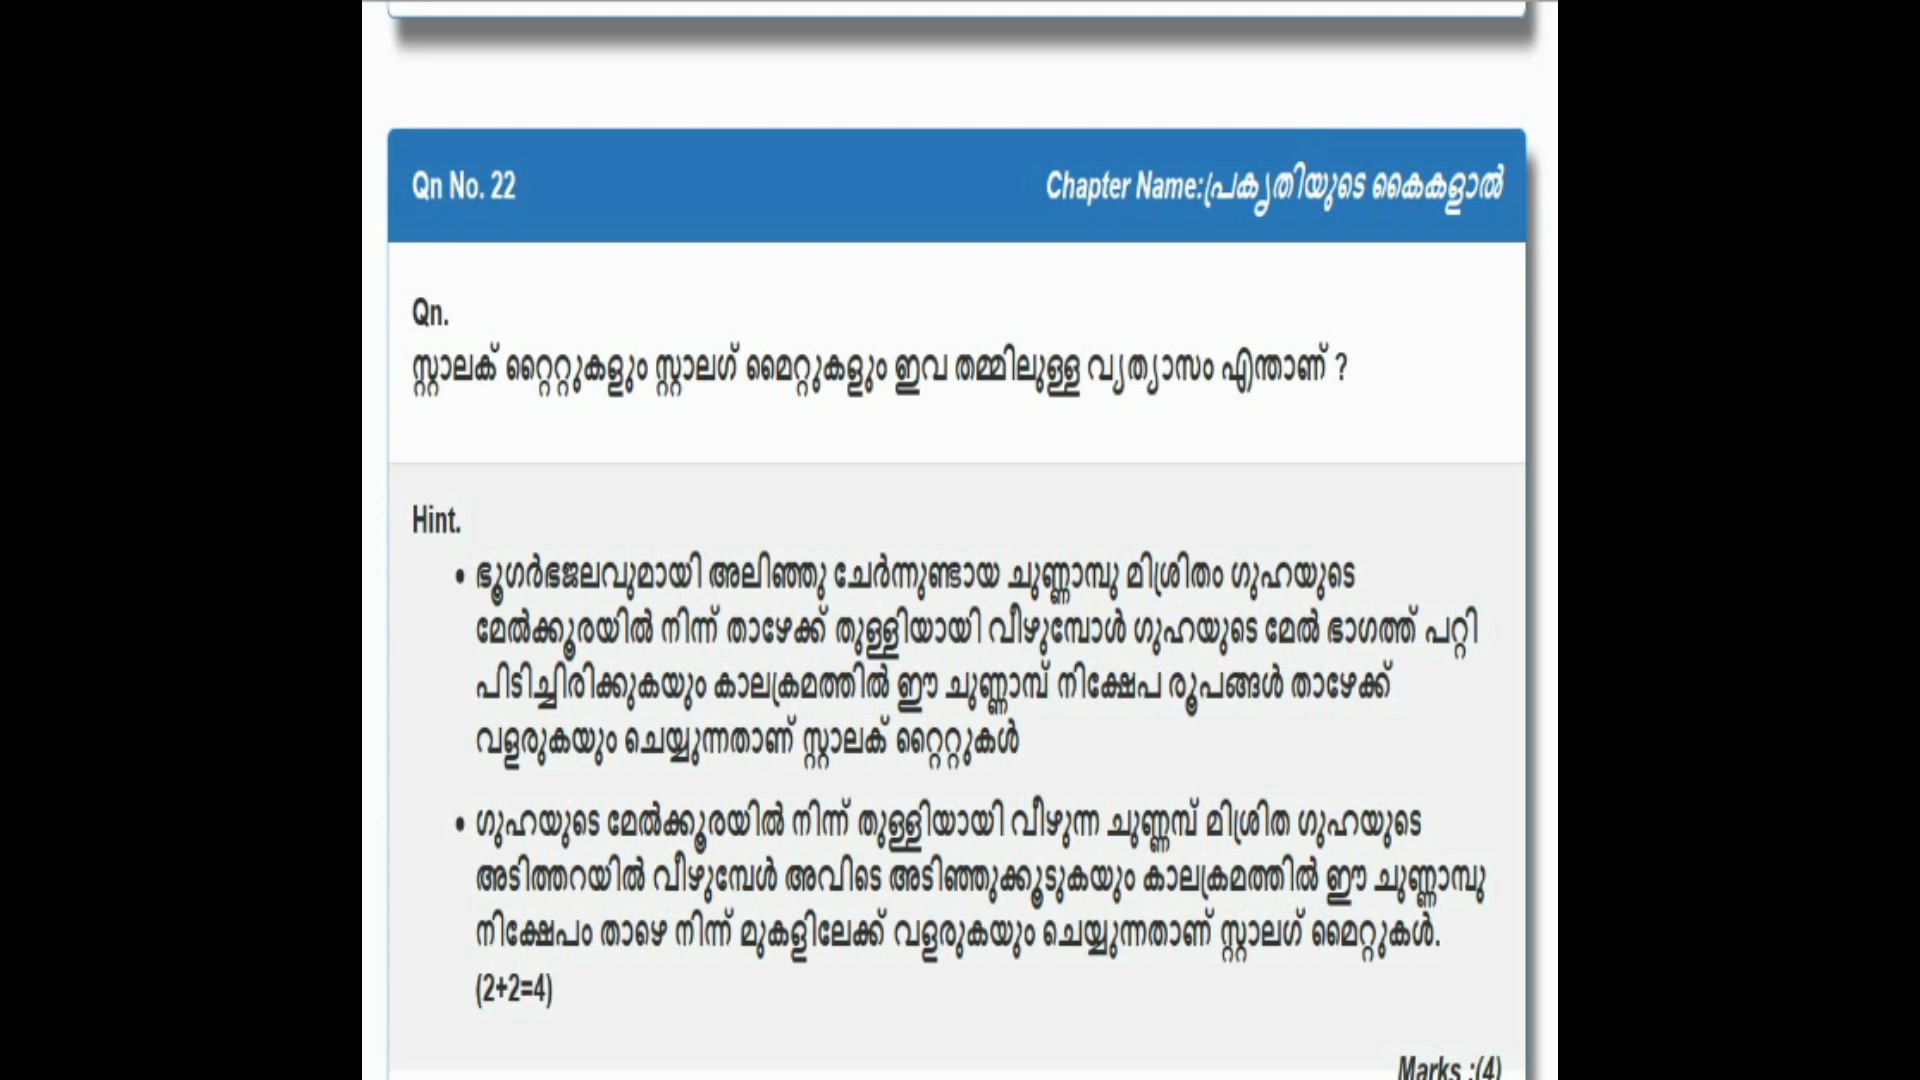 Qn No. 22
Chapter Name:പ്രകൃതിയുടെ കൈകളാൽ
Qn.
സ്റ്റാലക് റ്റൈറ്റുകളും സ്റ്റാലഗ് മൈറ്റുകളും ഇവ തമ്മിലുള്ള വ്യത്യാസം എന്താണ് ?
Hint.
• ഭൂഗർഭജലവുമായി അലിഞ്ഞു ചേർന്നുണ്ടായ ചുണ്ണാമ്പു മിശ്രിതം ഗുഹയുടെ
മേൽക്കൂരയിൽ നിന്ന് താഴേക്ക് തുള്ളിയായി വീഴുമ്പോൾ ഗുഹയുടെ മേൽ ഭാഗത്ത് പറ്റി
പിടിച്ചിരിക്കുകയും കാലക്രമത്തിൽ ഈ ചുണ്ണാമ്പ് നിക്ഷേപ രൂപങ്ങൾ താഴേക്ക്
വളരുകയും ചെയ്യുന്നതാണ് സ്റ്റാലക് റ്റൈറ്റുകൾ
• ഗുഹയുടെ മേൽക്കൂരയിൽ നിന്ന് തുള്ളിയായി വീഴുന്ന ചുണ്ണമ്പ് മിശ്രിത ഗുഹയുടെ
അടിത്തറയിൽ വീഴുമ്പേൾ അവിടെ അടിഞ്ഞുക്കൂടുകയും കാലക്രമത്തിൽ ഈ ചുണ്ണാമ്പു
നിക്ഷേപം താഴെ നിന്ന് മുകളിലേക്ക് വളരുകയും ചെയ്യുന്നതാണ് സ്റ്റാലഗ് മൈറ്റുകൾ.
(2+2=4)
Marks :(4)